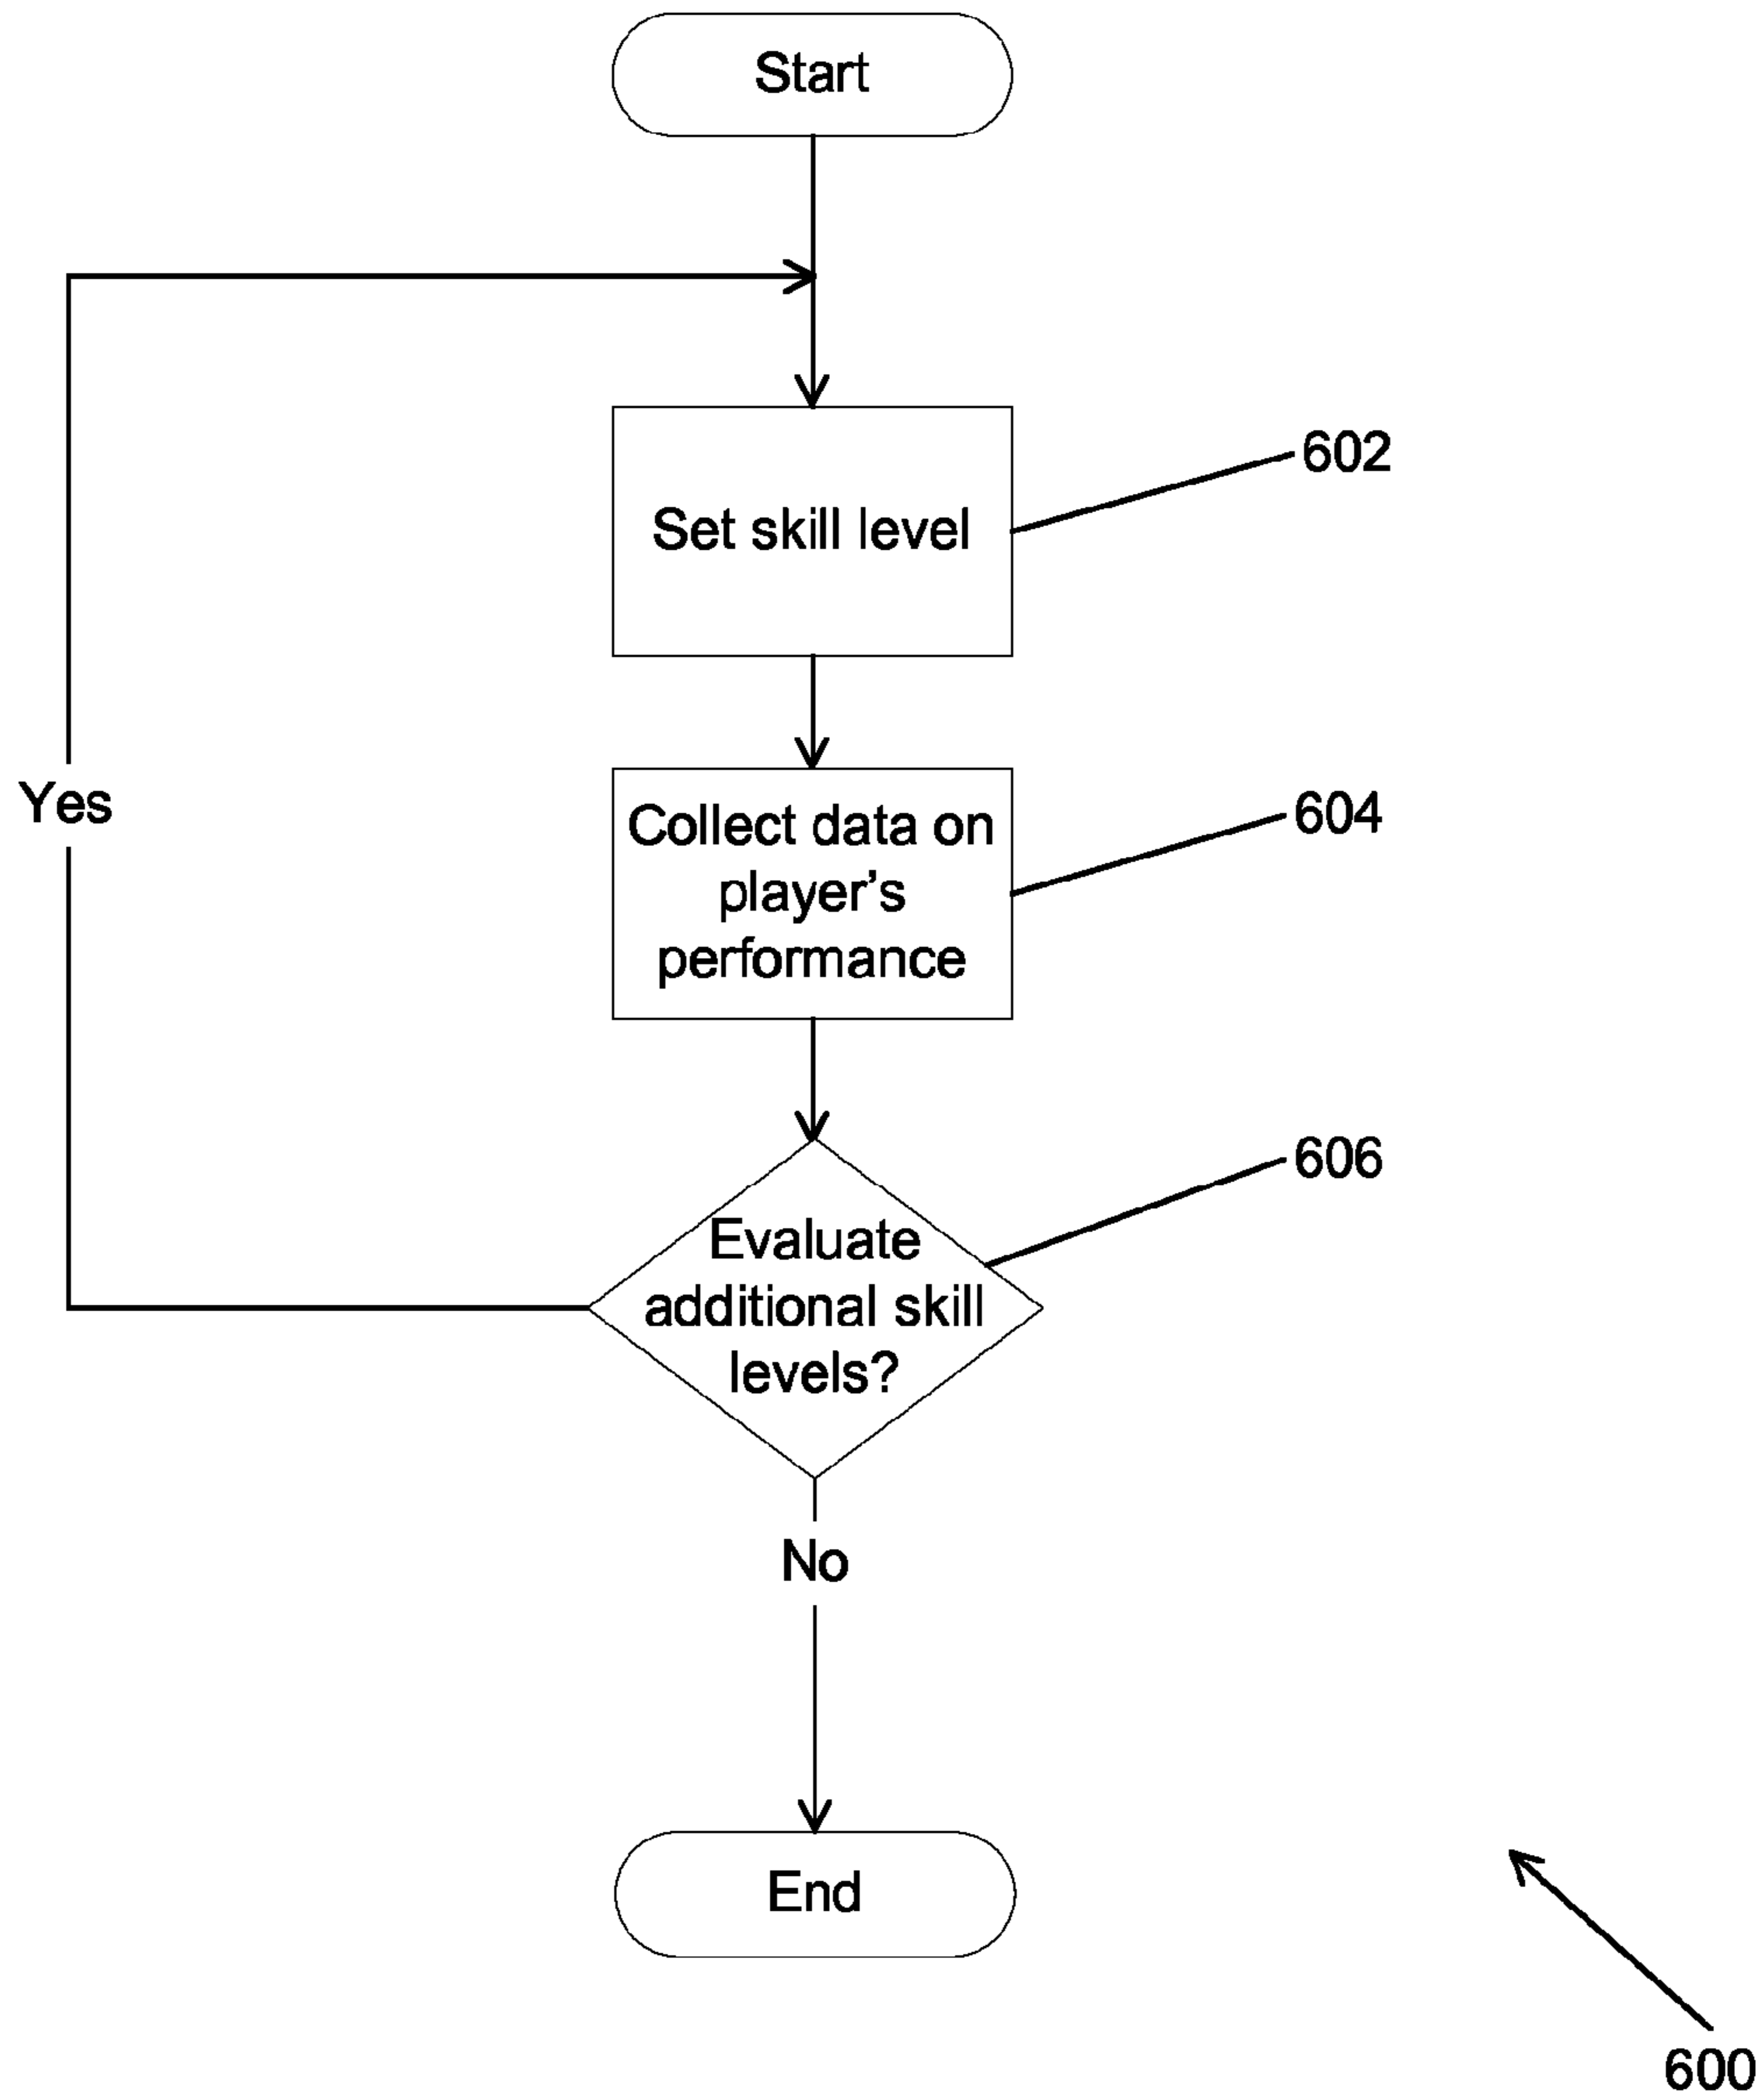 Start
Set skill level
602
Collect data on
player's
performance
604
Yes
Evaluate
additional skill
levels?
606
No
End
600